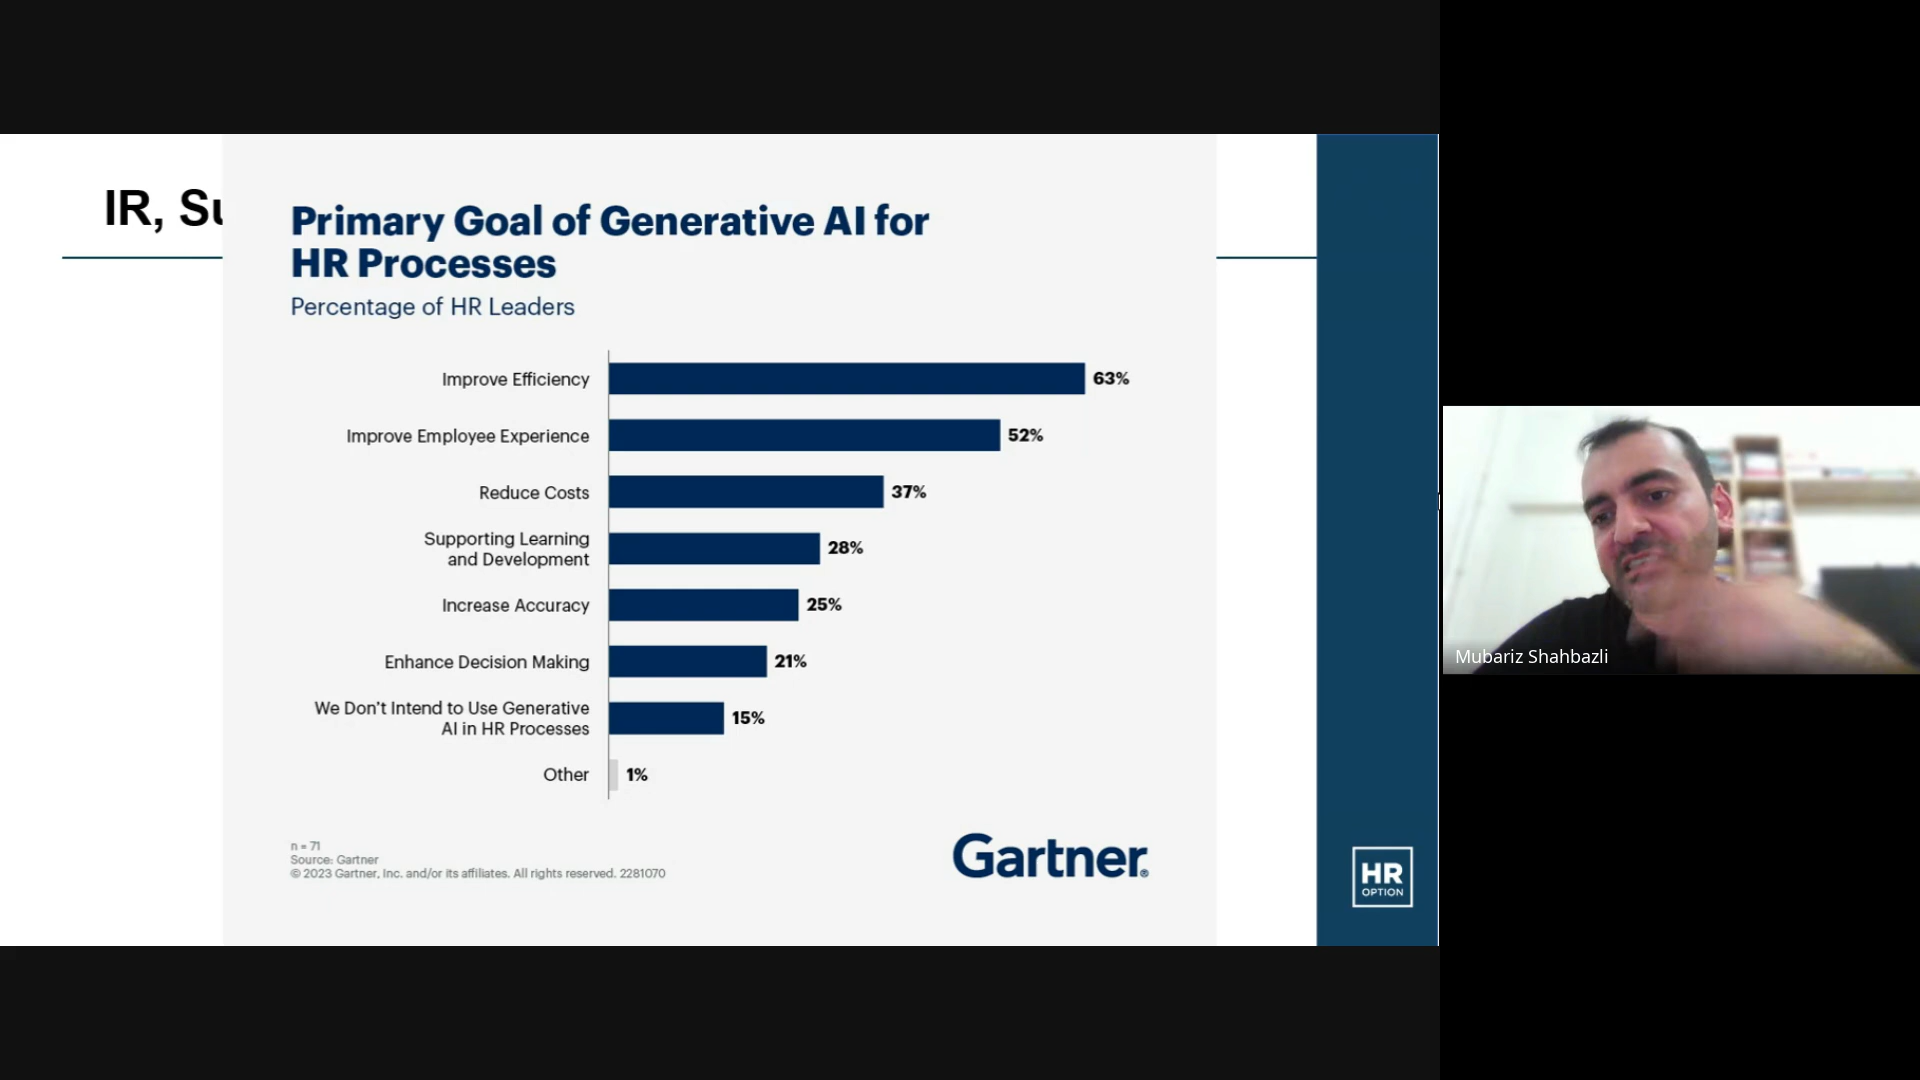 IR, Su
Primary Goal of Generative AI for
HR Processes
Percentage of HR Leaders
Improve Efficiency
63%
Improve Employee Experience
52%
Reduce Costs
37%
Supporting Learning
and Development
28%
Increase Accuracy
25%
Enhance Decision Making
21%
We Don't Intend to Use Generative
AI in HR Processes
15%
Other
1%
n = 71
Source: Gartner
© 2023 Gartner, Inc. and/or its affiliates. All rights reserved. 2281070
Gartner®
HR
OPTION
Mubariz Shahbazli